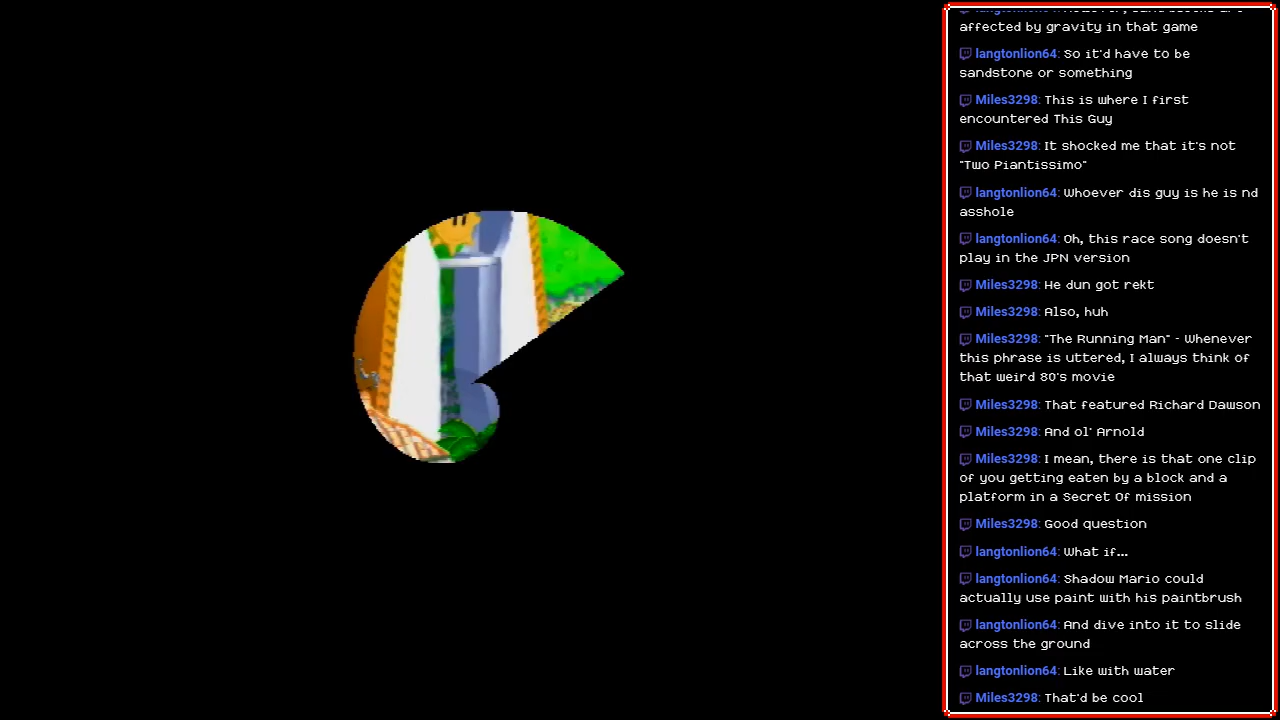 affected by gravity in that game
langtonlion64: So it'd have to be
sandstone or something
Miles3298: This is where I first
encountered This Guy
Miles3298: It shocked me that it's not
"Two Piantissimo"
langtonlion64: Whoever dis guy is he is nd
asshole
langtonlion64: Oh, this race song doesn't
play in the JPN version
Miles3298: He dun got rekt
Miles3298: Also, huh
Miles3298: "The Running Man" - Whenever
this phrase is uttered, I always think of
that weird 80's movie
Miles3298: That featured Richard Dawson
Miles3298: And ol' Arnold
Miles3298: I mean, there is that one clip
of you getting eaten by a block and a
platform in a Secret Of mission
Miles3298: Good question
langtonlion64: What if...
langtonlion64: Shadow Mario could
actually use paint with his paintbrush
langtonlion64: And dive into it to slide
across the ground
langtonlion64: Like with water
Miles3298: That'd be cool